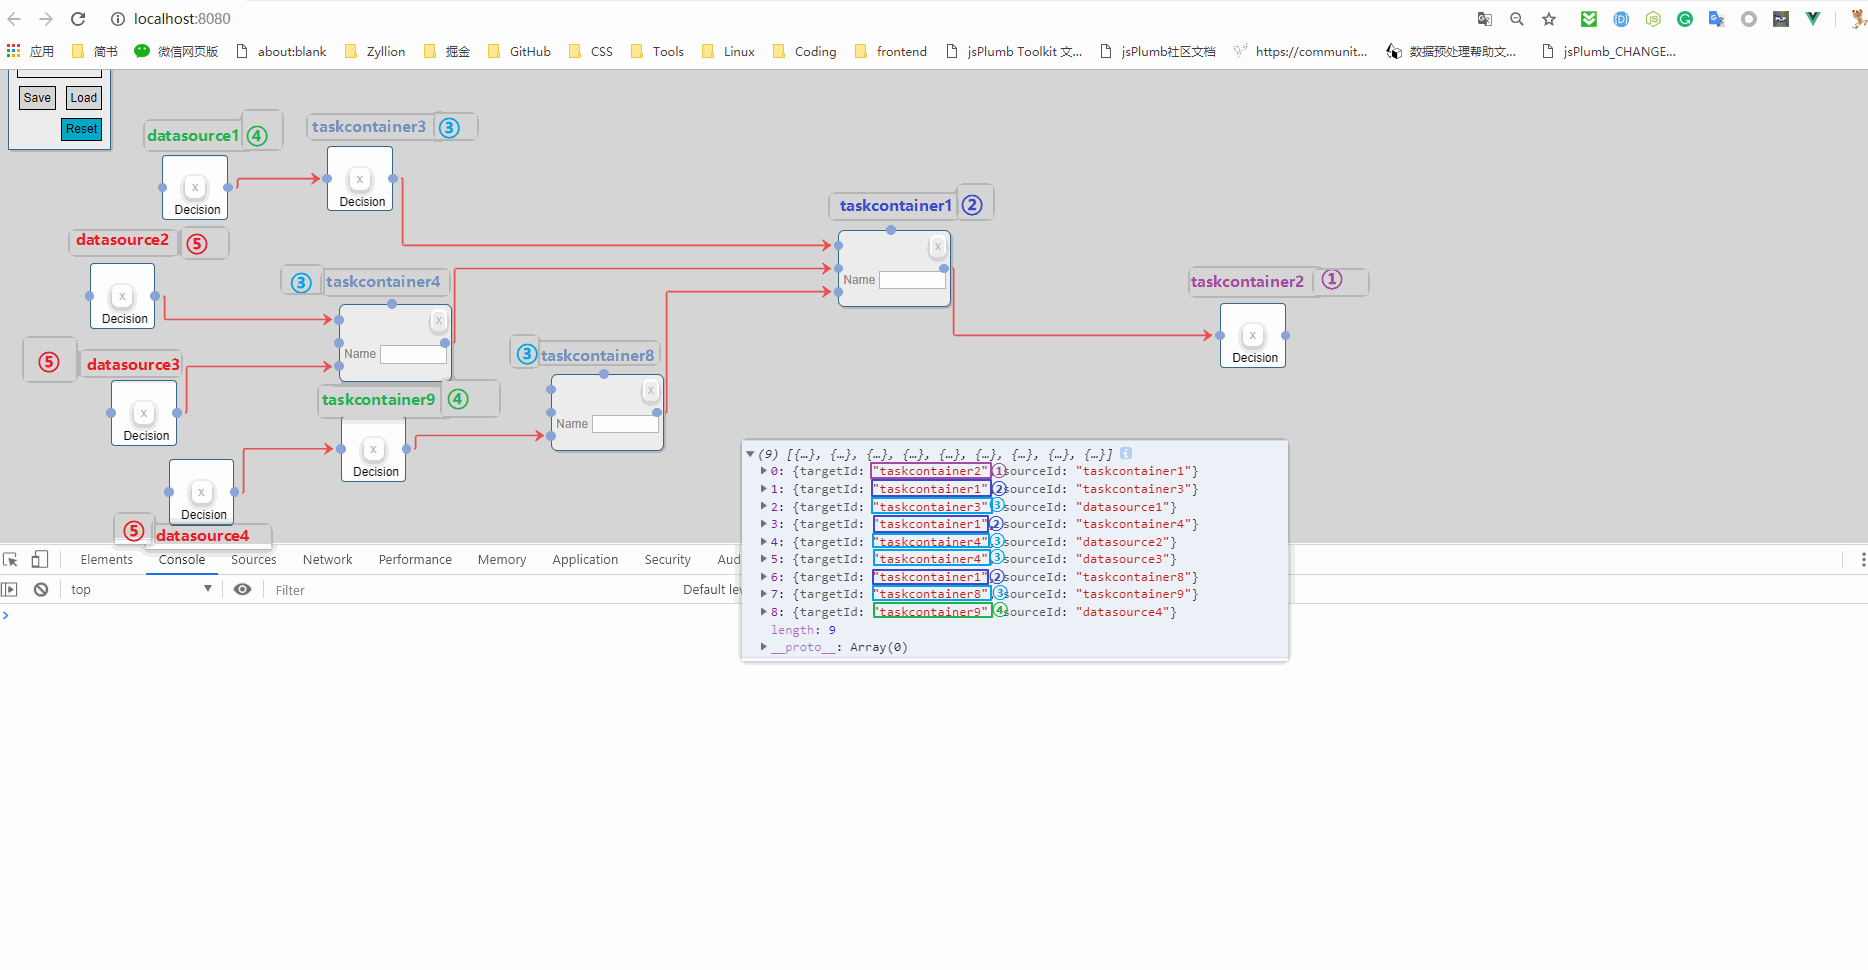 localhost:8080
应用 简书 微信网页版 about:blank Zyllion 掘金 GitHub CSS Tools Linux Coding frontend jsPlumb Toolkit 文... jsPlumb社区文档 https://communit... 数据预处理帮助文... jsPlumb_CHANGE...
Save Load
Reset
datasource1 ④
taskcontainer3 ③
x
Decision
x
Decision
taskcontainer1 ②
x
Name
datasource2 ⑤
x
Decision
③ taskcontainer4
x
Name
taskcontainer2 ①
x
Decision
⑤ datasource3
x
Decision
③ taskcontainer8
x
Name
taskcontainer9 ④
x
Decision
x
Decision
⑤ datasource4
(9) [{…}, {…}, {…}, {…}, {…}, {…}, {…}, {…}, {…}] i
0: {targetId: "taskcontainer2" ① sourceId: "taskcontainer1"}
1: {targetId: "taskcontainer1" ② sourceId: "taskcontainer3"}
2: {targetId: "taskcontainer3" ③ sourceId: "datasource1"}
3: {targetId: "taskcontainer1" ② sourceId: "taskcontainer4"}
4: {targetId: "taskcontainer4" ③ sourceId: "datasource2"}
5: {targetId: "taskcontainer4" ③ sourceId: "datasource3"}
6: {targetId: "taskcontainer1" ② sourceId: "taskcontainer8"}
7: {targetId: "taskcontainer8" ③ sourceId: "taskcontainer9"}
8: {targetId: "taskcontainer9" ④ sourceId: "datasource4"}
length: 9
__proto__: Array(0)
Elements Console Sources Network Performance Memory Application Security Aud
top Filter Default lev